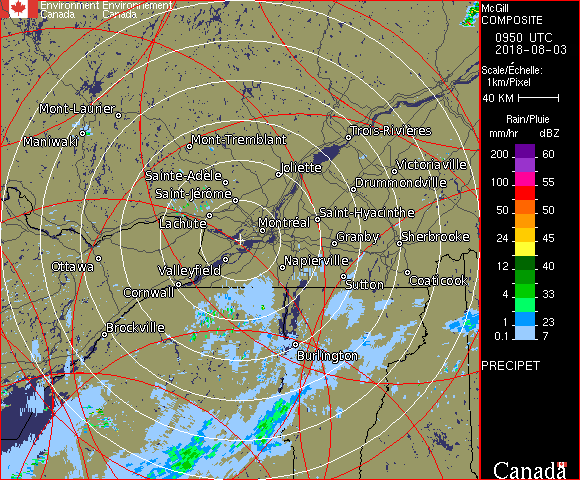 Environment Environnement
Canada Canada
McGill
COMPOSITE
0950 UTC
2018-08-03
Scale/Échelle:
1km/Pixel
40 KM
Rain/Pluie
mm/hr dBZ
200 60
100 55
50 50
24 45
12 40
4 33
1 23
0.1 7
PRECIPET
Canada
Mont-Laurier
Maniwaki
Mont-Tremblant
Trois-Rivières
Sainte-Adèle
Joliette
Victoriaville
Saint-Jérôme
Drummondville
Lachute
Montréal
Saint-Hyacinthe
Granby
Sherbrooke
Ottawa
Valleyfield
Napierville
Cornwall
Sutton
Coaticook
Brockville
Burlington